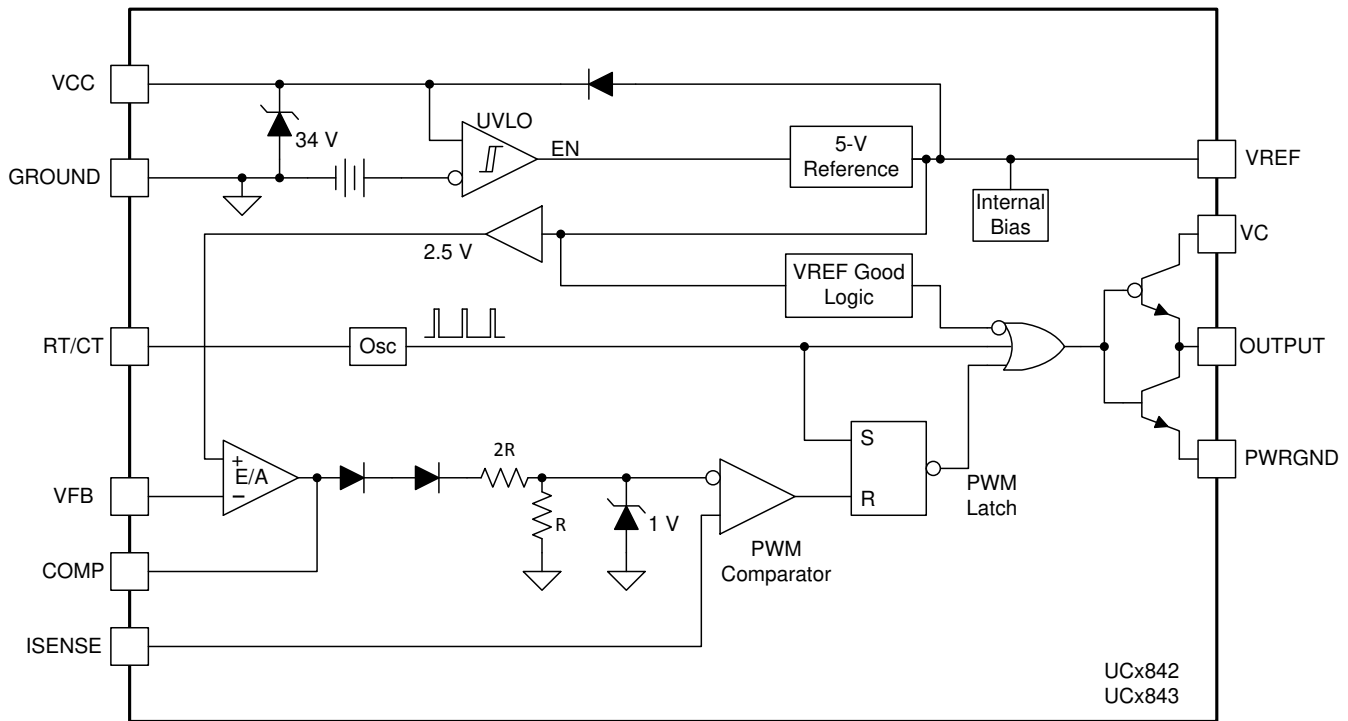 VCC
UVLO
34 V
EN
5-V
Reference
GROUND
VREF
Internal
Bias
VC
2.5 V
VREF Good
Logic
RT/CT
Osc
OUTPUT
S
R
PWM
Latch
PWRGND
2R
+
E/A
−
VFB
R
1 V
PWM
Comparator
COMP
ISENSE
UCx842
UCx843